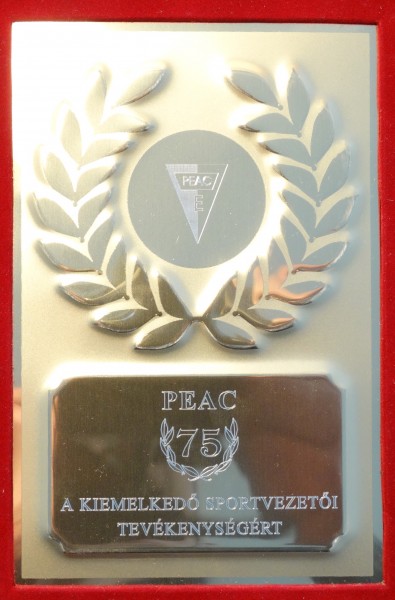 PEAC
E
PEAC
75
A KIEMELKEDŐ SPORTVEZETŐI
TEVÉKENYSÉGÉRT